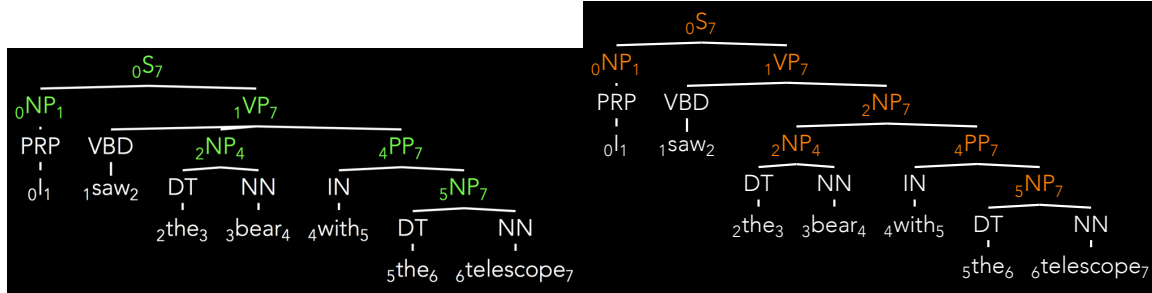 ₀S₇
₀NP₁ ₁VP₇
PRP VBD ₂NP₄ ₄PP₇
₀I₁ ₁saw₂ DT NN IN ₅NP₇
₂the₃ ₃bear₄ ₄with₅ DT NN
₅the₆ ₆telescope₇
₀S₇
₀NP₁ ₁VP₇
PRP VBD ₂NP₇
₀I₁ ₁saw₂ ₂NP₄ ₄PP₇
DT NN IN ₅NP₇
₂the₃ ₃bear₄ ₄with₅ DT NN
₅the₆ ₆telescope₇